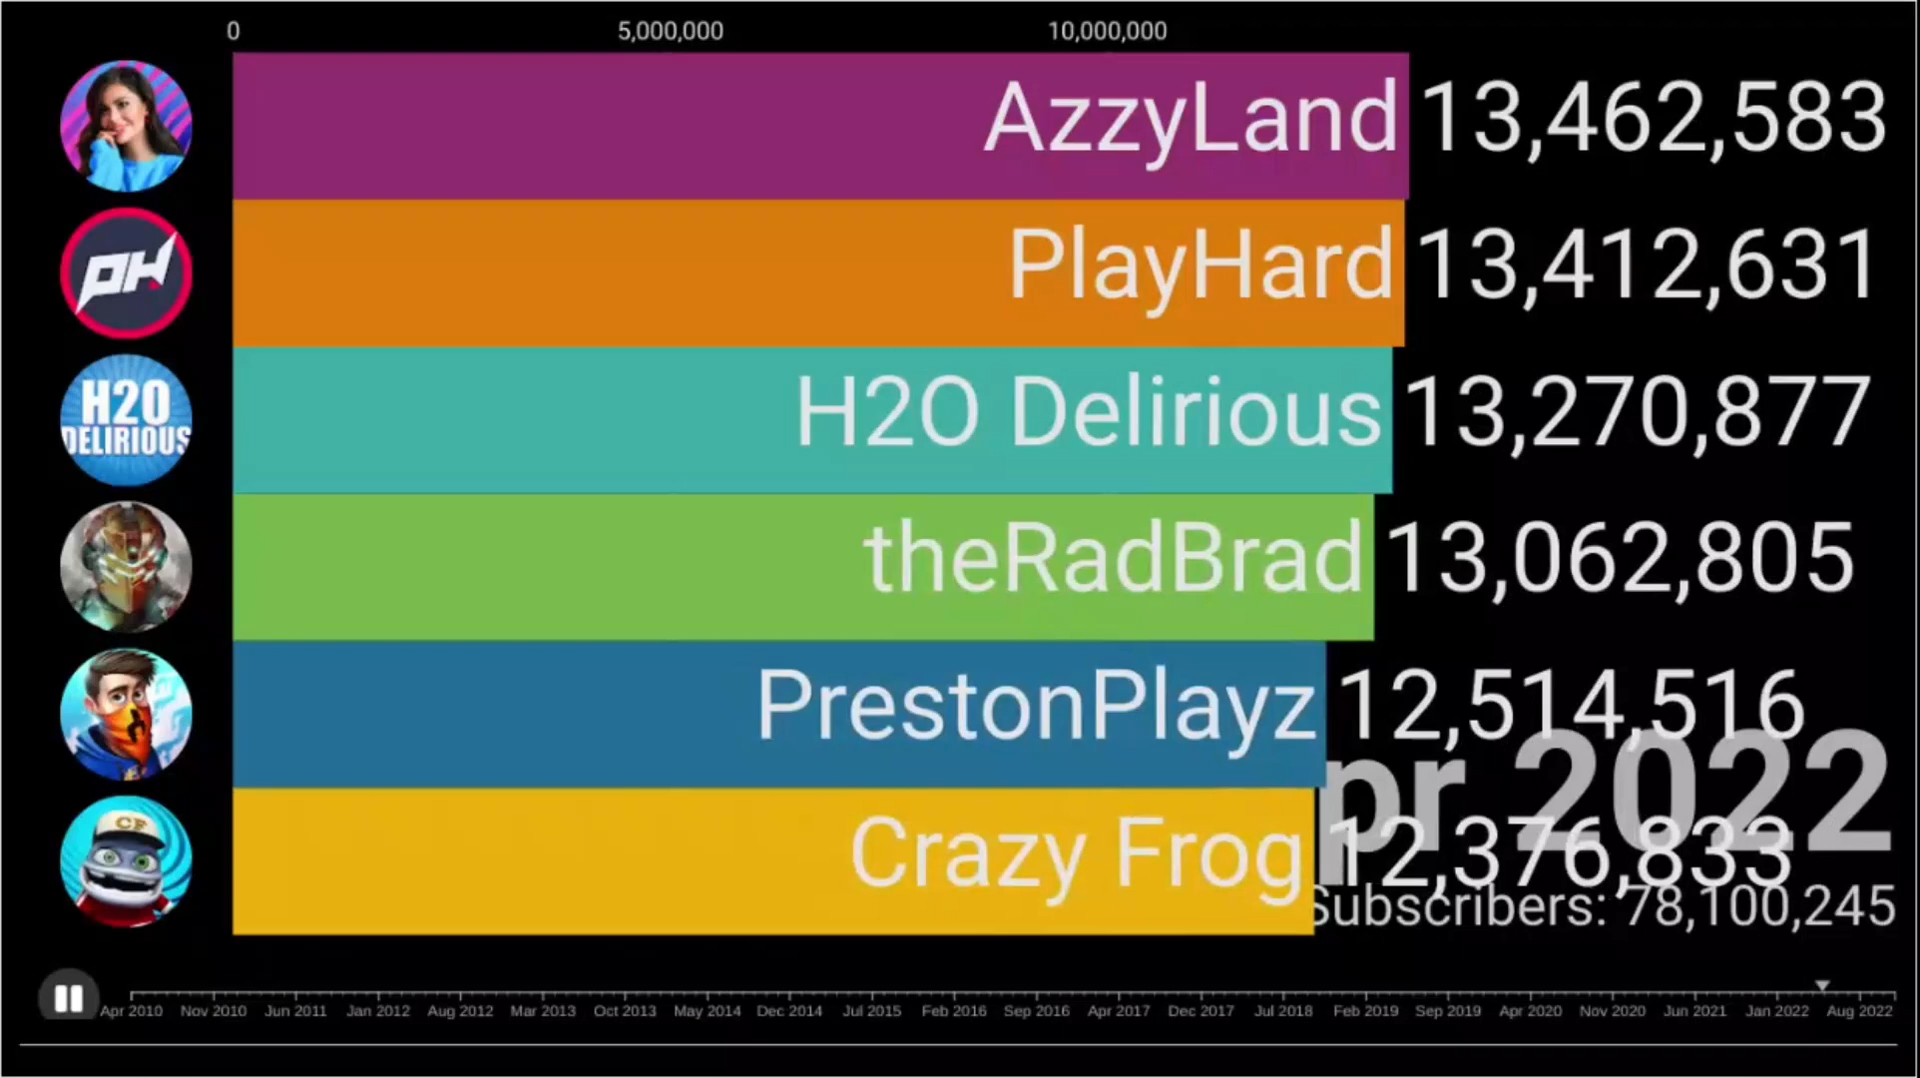 0 5,000,000 10,000,000
AzzyLand 13,462,583
PH
PlayHard 13,412,631
H2O
DELIRIOUS
H2O Delirious 13,270,877
theRadBrad 13,062,805
PrestonPlayz 12,514,516
pr 2022
CF
Crazy Frog 12,376,833
Subscribers: 78,100,245
Apr 2010 Nov 2010 Jun 2011 Jan 2012 Aug 2012 Mar 2013 Oct 2013 May 2014 Dec 2014 Jul 2015 Feb 2016 Sep 2016 Apr 2017 Dec 2017 Jul 2018 Feb 2019 Sep 2019 Apr 2020 Nov 2020 Jun 2021 Jan 2022 Aug 2022